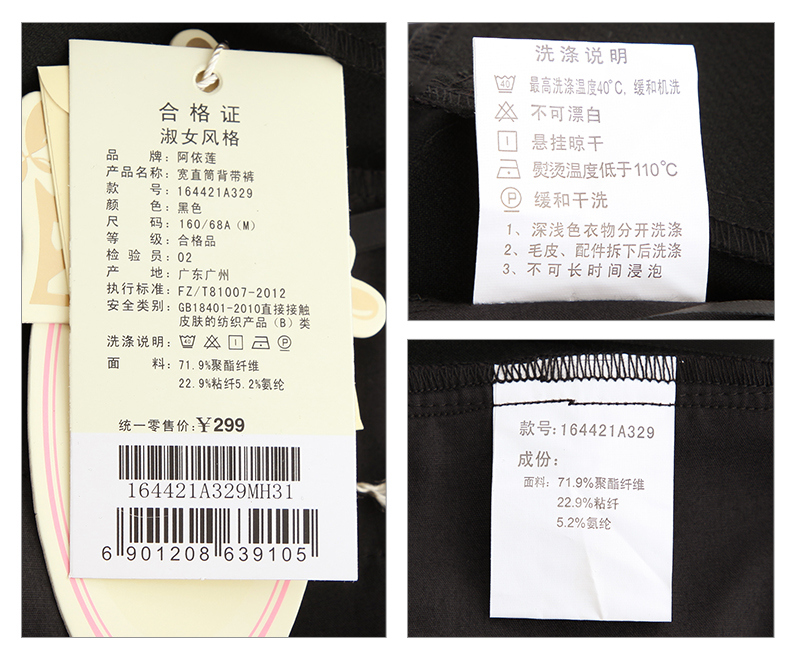 合格证
淑女风格
品 牌: 阿依莲
产品名称: 宽直筒背带裤
款 号: 164421A329
颜 色: 黑色
尺 码: 160/68A（M）
等 级: 合格品
检 验 员: 02
产 地: 广东广州
执行标准: FZ/T81007-2012
安全类别: GB18401-2010直接接触
皮肤的纺织产品（B）类
洗涤说明: 40 P
面 料: 71.9%聚酯纤维
22.9%粘纤5.2%氨纶
统一零售价:￥299
164421A329MH31
6 901208 639105
洗涤说明
40 最高洗涤温度40℃, 缓和机洗
不可漂白
悬挂晾干
熨烫温度低于110℃
P 缓和干洗
1、深浅色衣物分开洗涤
2、毛皮、配件拆下后洗涤
3、不可长时间浸泡
款号: 164421A329
成份:
面料: 71.9%聚酯纤维
22.9%粘纤
5.2%氨纶